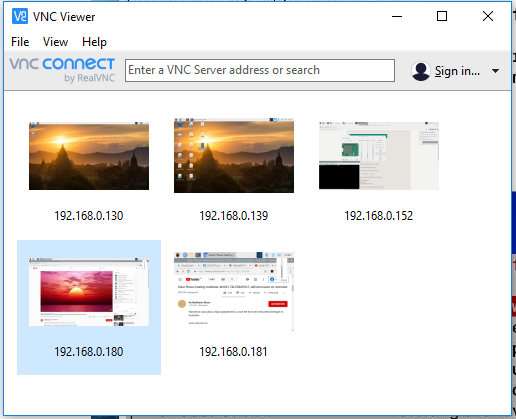 VNC Viewer
File View Help
vnc connect
by RealVNC
Enter a VNC Server address or search
Sign in...
192.168.0.130
192.168.0.139
192.168.0.152
192.168.0.180
192.168.0.181